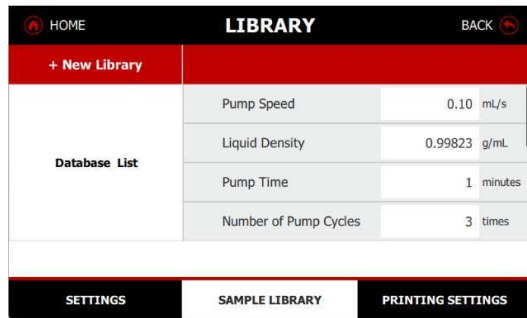 HOME LIBRARY BACK
+ New Library
Pump Speed 0.10 mL/s
Liquid Density 0.99823 g/mL
Database List
Pump Time 1 minutes
Number of Pump Cycles 3 times
SETTINGS SAMPLE LIBRARY PRINTING SETTINGS